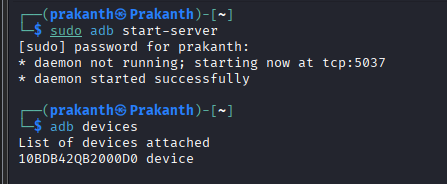 ┌──(prakanth㉿ Prakanth)-[~]
└─$ sudo adb start-server
[sudo] password for prakanth:
* daemon not running; starting now at tcp:5037
* daemon started successfully
┌──(prakanth㉿ Prakanth)-[~]
└─$ adb devices
List of devices attached
10BDB42QB2000D0 device